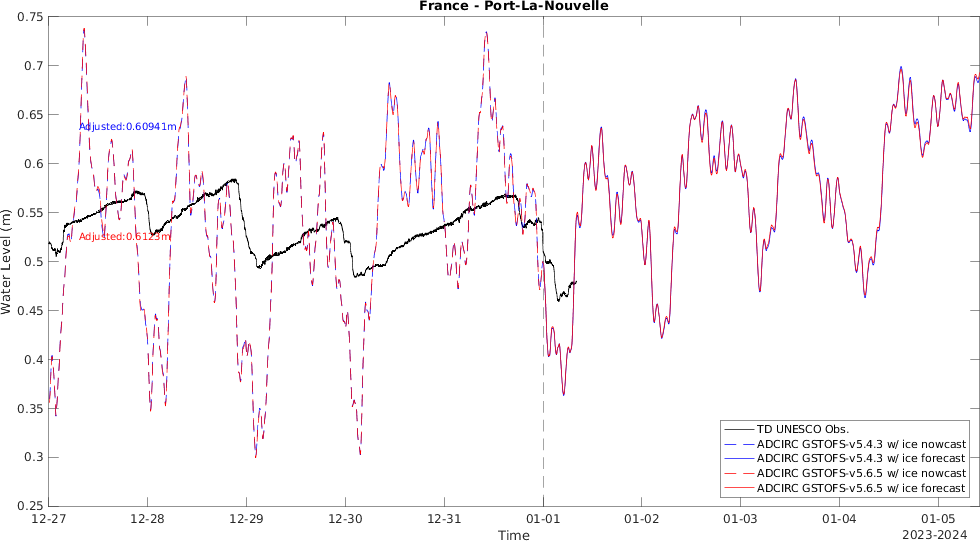 France - Port-La-Nouvelle
0.75
0.7
0.65
0.6
0.55
0.5
0.45
0.4
0.35
0.3
0.25
Water Level (m)
Adjusted:0.60941m
Adjusted:0.6123m
TD UNESCO Obs.
ADCIRC GSTOFS-v5.4.3 w/ ice nowcast
ADCIRC GSTOFS-v5.4.3 w/ ice forecast
ADCIRC GSTOFS-v5.6.5 w/ ice nowcast
ADCIRC GSTOFS-v5.6.5 w/ ice forecast
12-27 12-28 12-29 12-30 12-31 01-01 01-02 01-03 01-04 01-05
Time
2023-2024